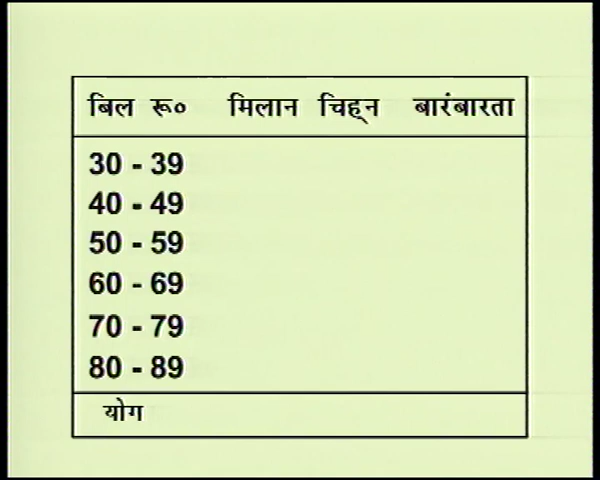 बिल रू० मिलान चिह्न बारंबारता
30 - 39
40 - 49
50 - 59
60 - 69
70 - 79
80 - 89
योग